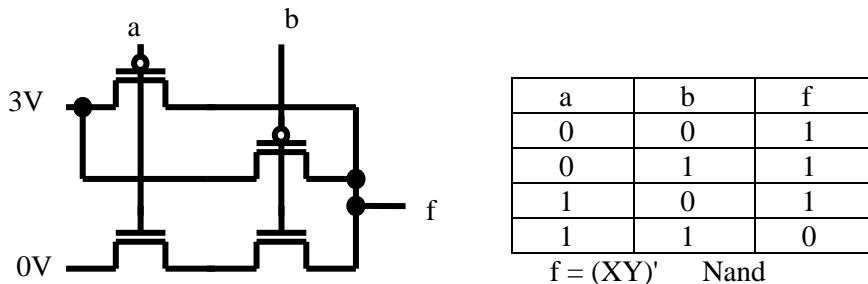 a
b
3V
f
0V
a b f
0 0 1
0 1 1
1 0 1
1 1 0
f = (XY)' Nand